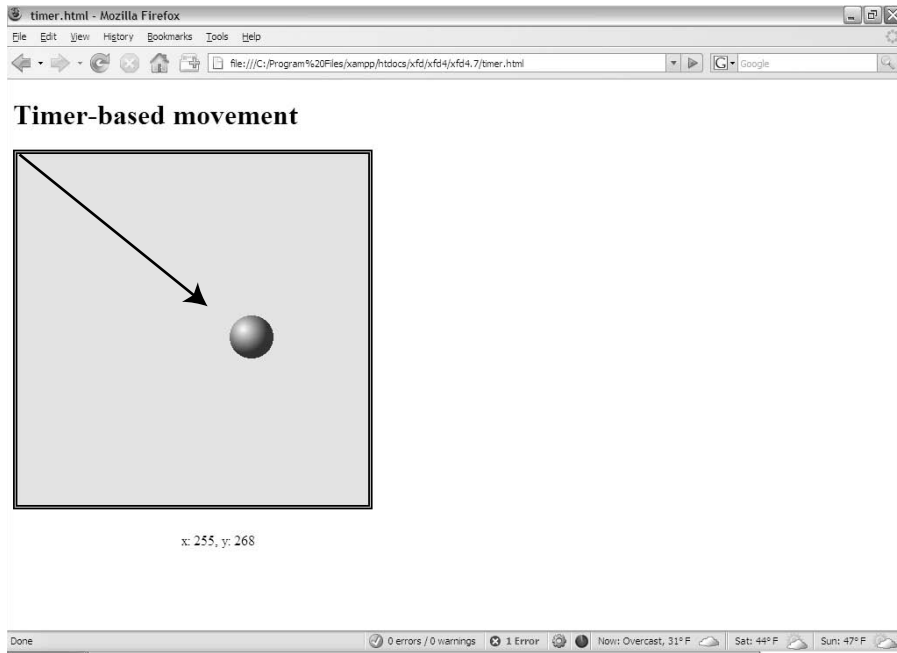 timer.html - Mozilla Firefox
File Edit View History Bookmarks Tools Help
file:///C:/Program%20Files/xampp/htdocs/xfd/xfd4/xfd4.7/timer.html G Google
Timer-based movement
x: 255, y: 268
Done 0 errors / 0 warnings 1 Error Now: Overcast, 31° F Sat: 44° F Sun: 47° F